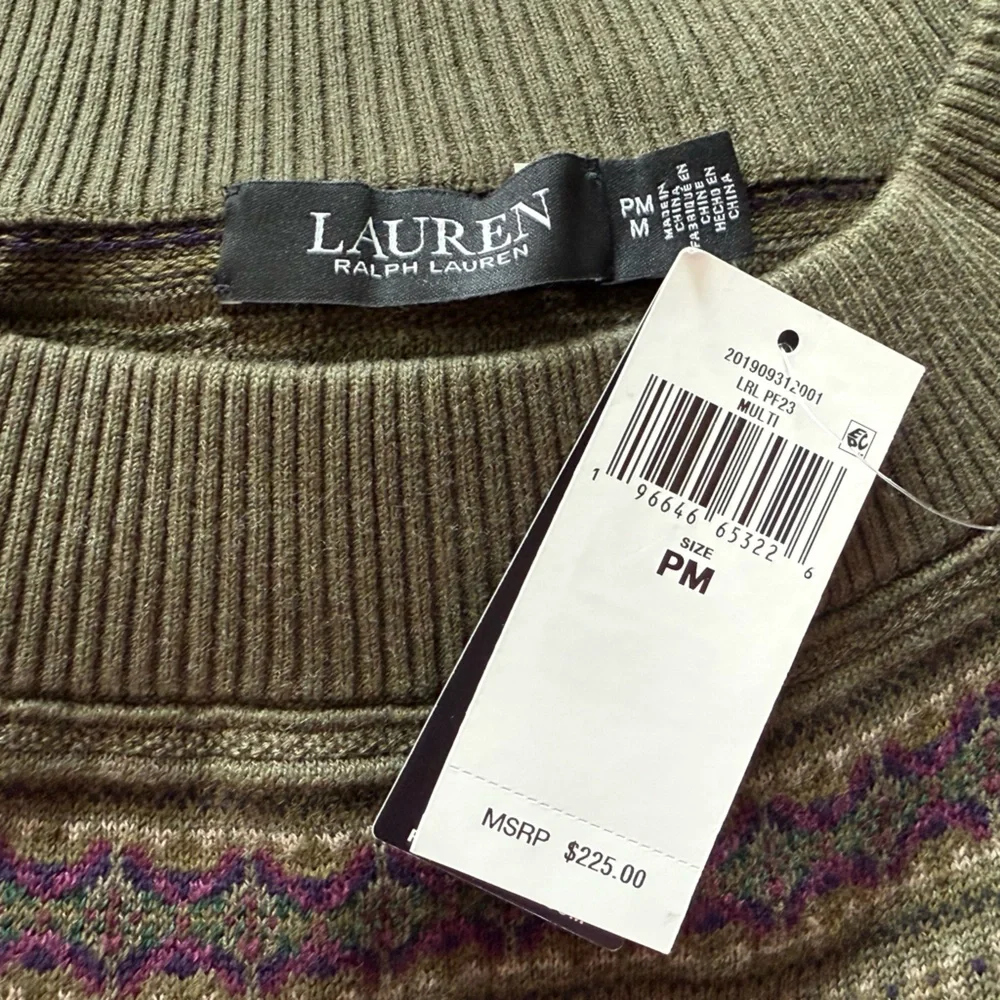 LAUREN
RALPH LAUREN
PM
M
MADE IN
CHINA
FABRIQUÉ EN
CHINE
HECHO EN
CHINA
201909312001
LRL PF23
MULTI
1 96646 65322 6
SIZE
PM
MSRP $225.00